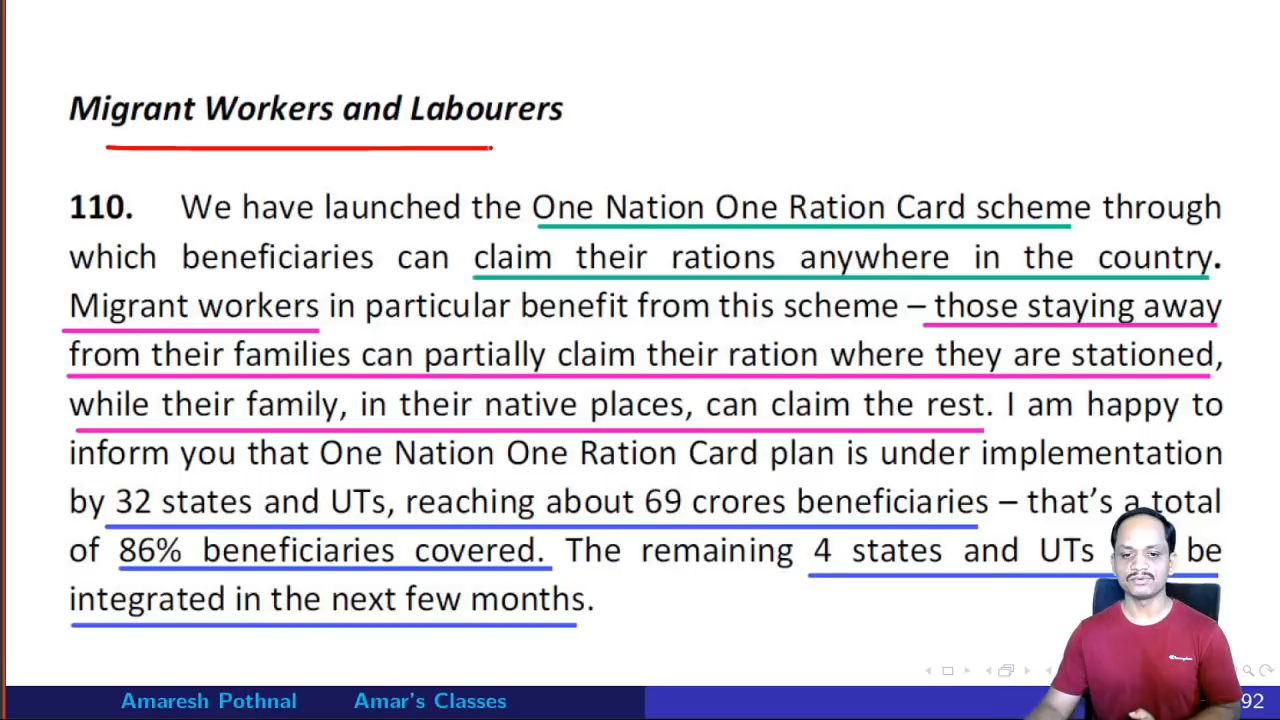 Migrant Workers and Labourers
110. We have launched the One Nation One Ration Card scheme through
which beneficiaries can claim their rations anywhere in the country.
Migrant workers in particular benefit from this scheme – those staying away
from their families can partially claim their ration where they are stationed,
while their family, in their native places, can claim the rest. I am happy to
inform you that One Nation One Ration Card plan is under implementation
by 32 states and UTs, reaching about 69 crores beneficiaries – that's a total
of 86% beneficiaries covered. The remaining 4 states and UTs be
integrated in the next few months.
Champion
Amaresh Pothnal Amar's Classes 92